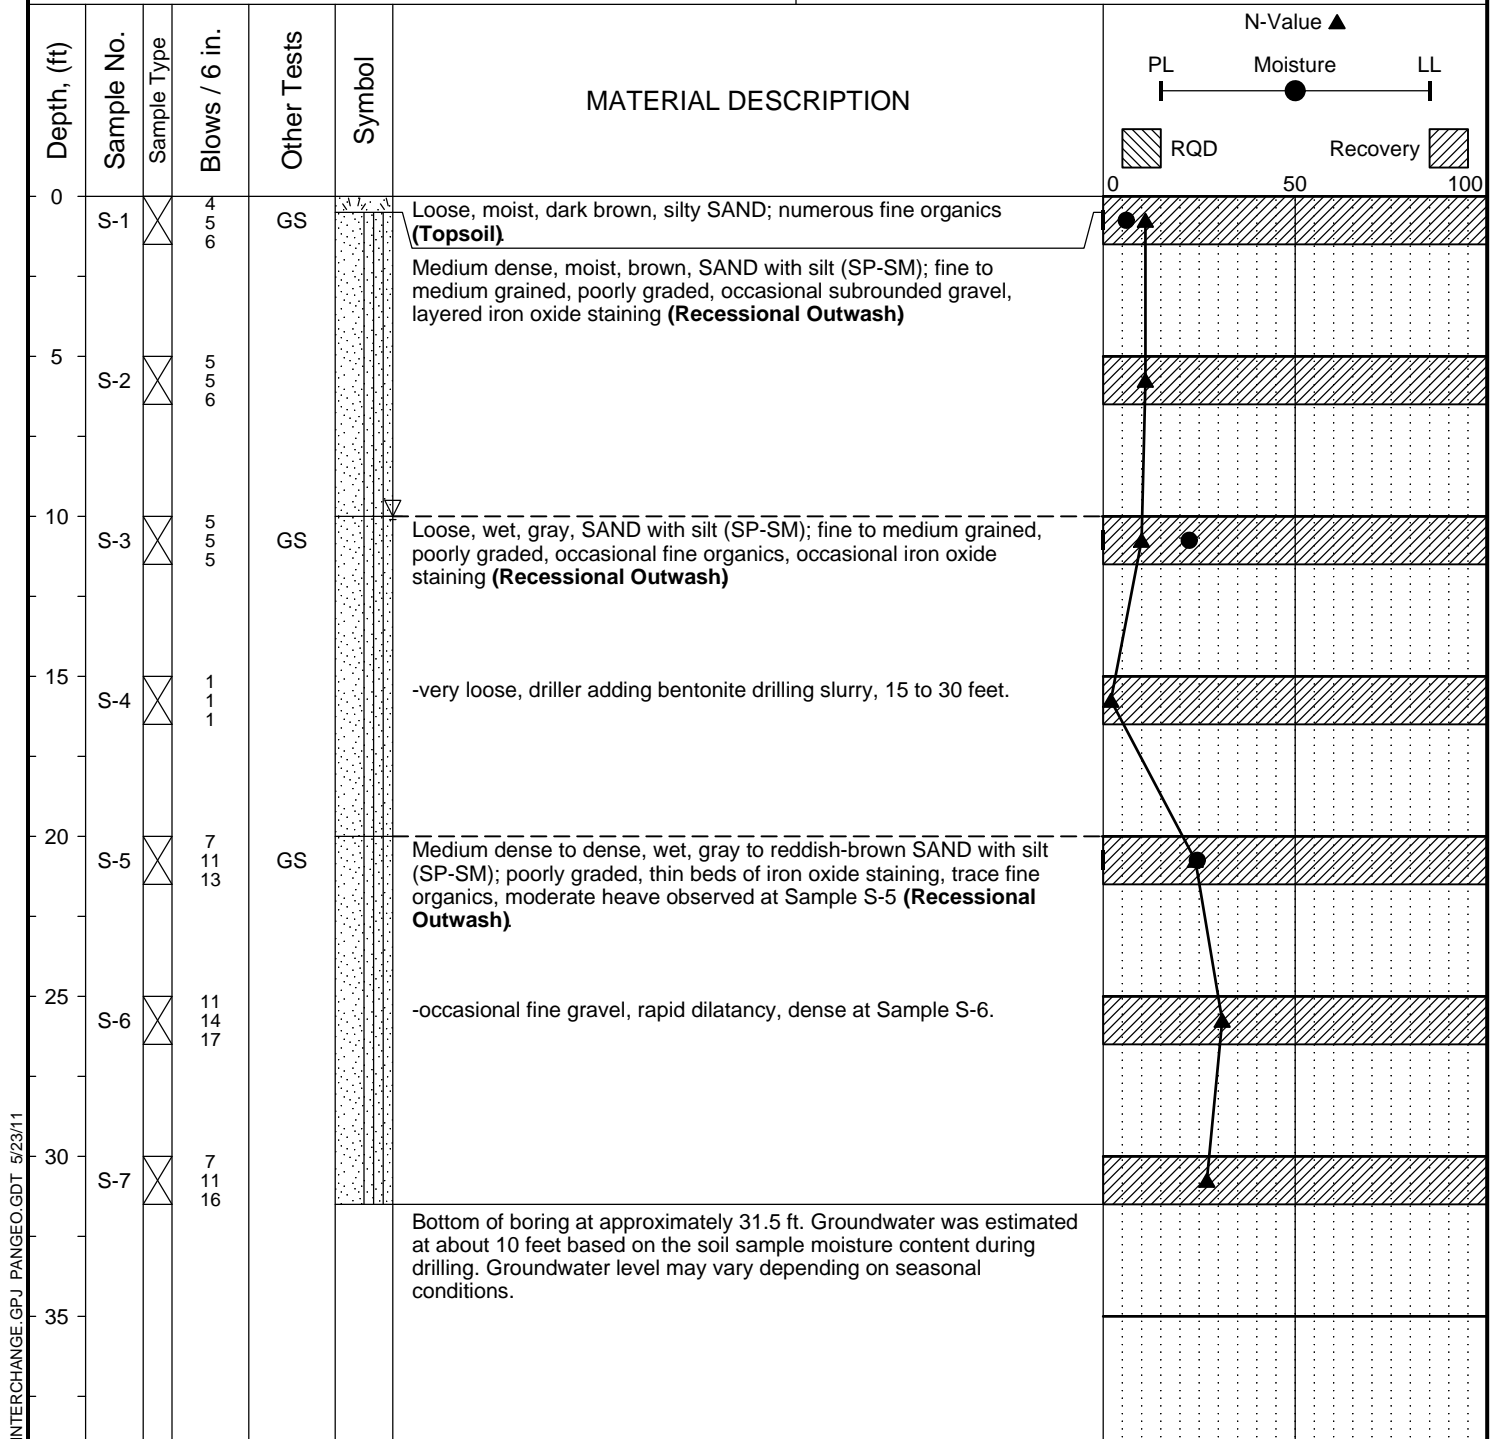 N-Value ▲
PL Moisture LL
RQD Recovery
0 50 100
Depth, (ft)
Sample No.
Sample Type
Blows / 6 in.
Other Tests
Symbol
MATERIAL DESCRIPTION
0
S-1
4
5
6
GS
Loose, moist, dark brown, silty SAND; numerous fine organics
(Topsoil).
Medium dense, moist, brown, SAND with silt (SP-SM); fine to
medium grained, poorly graded, occasional subrounded gravel,
layered iron oxide staining (Recessional Outwash)
5
S-2
5
5
6
10
S-3
5
5
5
GS
Loose, wet, gray, SAND with silt (SP-SM); fine to medium grained,
poorly graded, occasional fine organics, occasional iron oxide
staining (Recessional Outwash)
15
S-4
1
1
1
-very loose, driller adding bentonite drilling slurry, 15 to 30 feet.
20
S-5
7
11
13
GS
Medium dense to dense, wet, gray to reddish-brown SAND with silt
(SP-SM); poorly graded, thin beds of iron oxide staining, trace fine
organics, moderate heave observed at Sample S-5 (Recessional
Outwash).
25
S-6
11
14
17
-occasional fine gravel, rapid dilatancy, dense at Sample S-6.
30
S-7
7
11
16
Bottom of boring at approximately 31.5 ft. Groundwater was estimated
at about 10 feet based on the soil sample moisture content during
drilling. Groundwater level may vary depending on seasonal
conditions.
35
INTERCHANGE.GPJ PANGEO.GDT 5/23/11